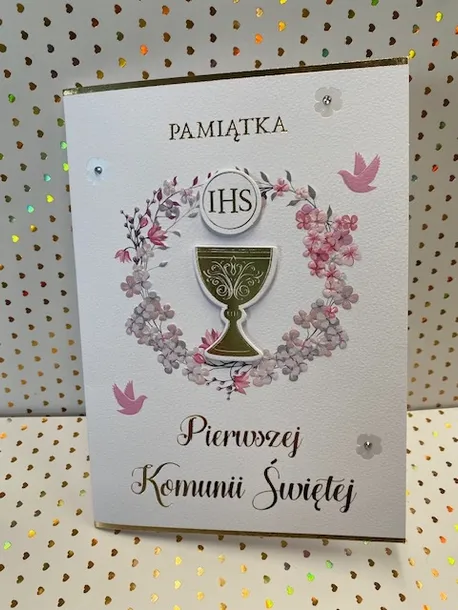 PAMIĄTKA
IHS
Pierwszej
Komunii Świętej